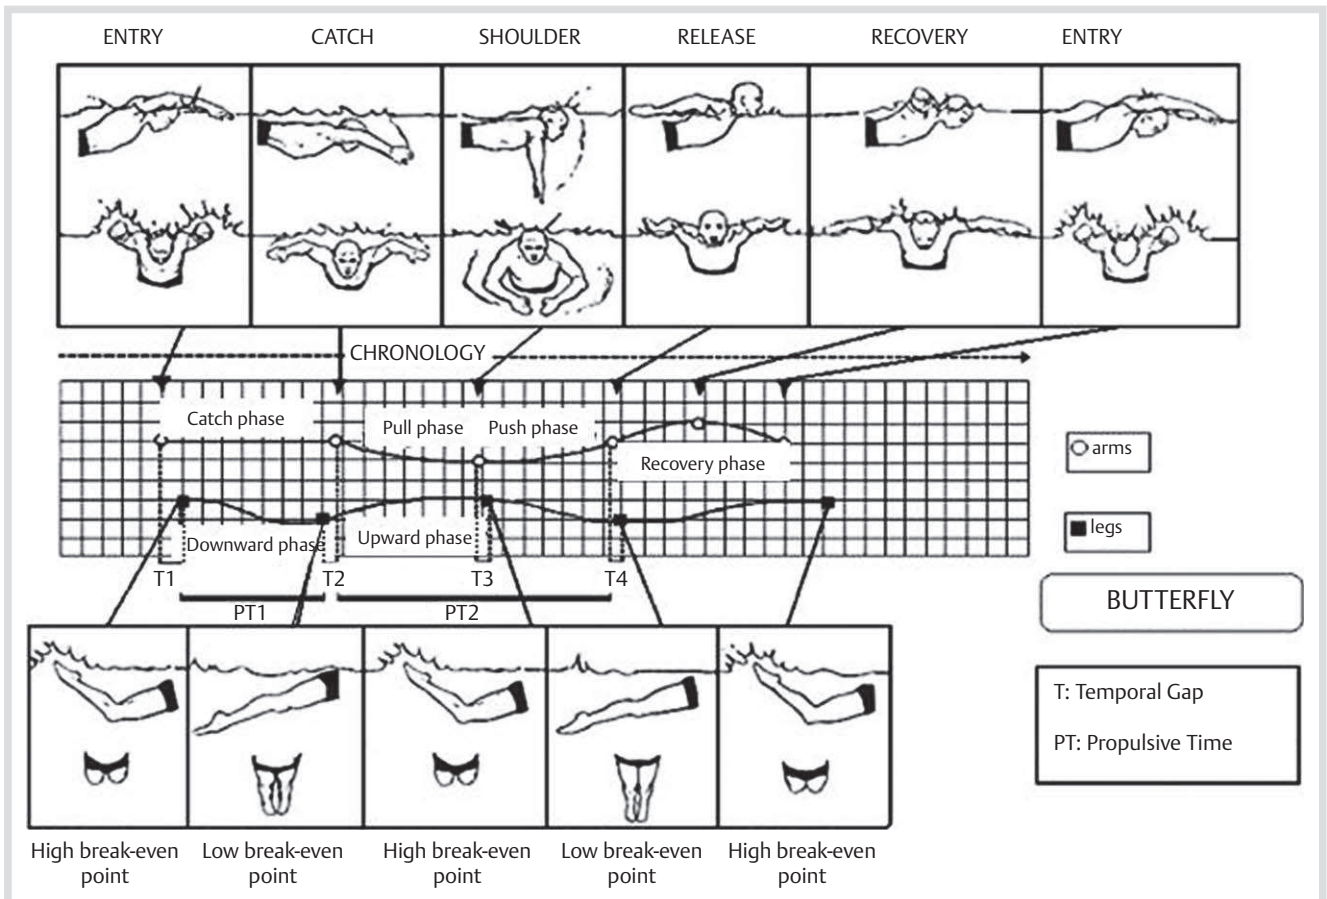 ENTRY CATCH SHOULDER RELEASE RECOVERY ENTRY
CHRONOLOGY
Catch phase
Pull phase Push phase
Recovery phase
arms
Downward phase
Upward phase
legs
T1 T2 T3 T4
PT1 PT2
BUTTERFLY
T: Temporal Gap
PT: Propulsive Time
High break-even
point
Low break-even
point
High break-even
point
Low break-even
point
High break-even
point